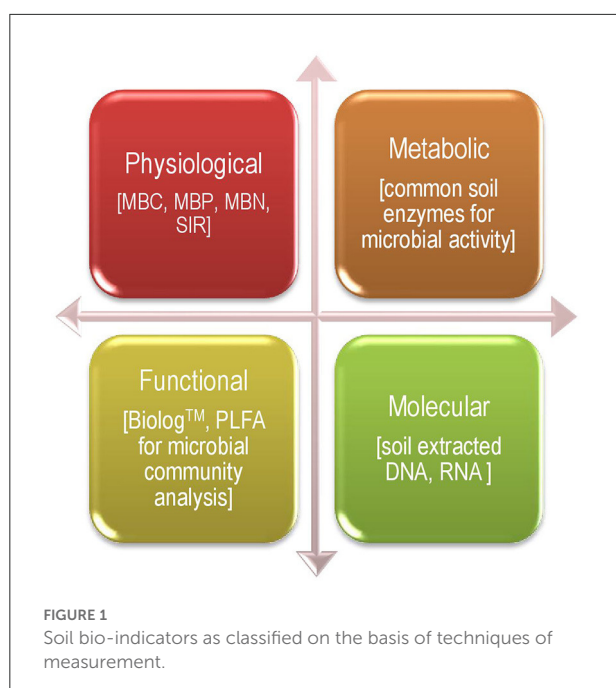 Physiological
[MBC, MBP, MBN,
SIR]
Metabolic
[common soil
enzymes for
microbial activity]
Functional
[Biolog™, PLFA
for microbial
community
analysis]
Molecular
[soil extracted
DNA, RNA ]
FIGURE 1
Soil bio-indicators as classified on the basis of techniques of
measurement.